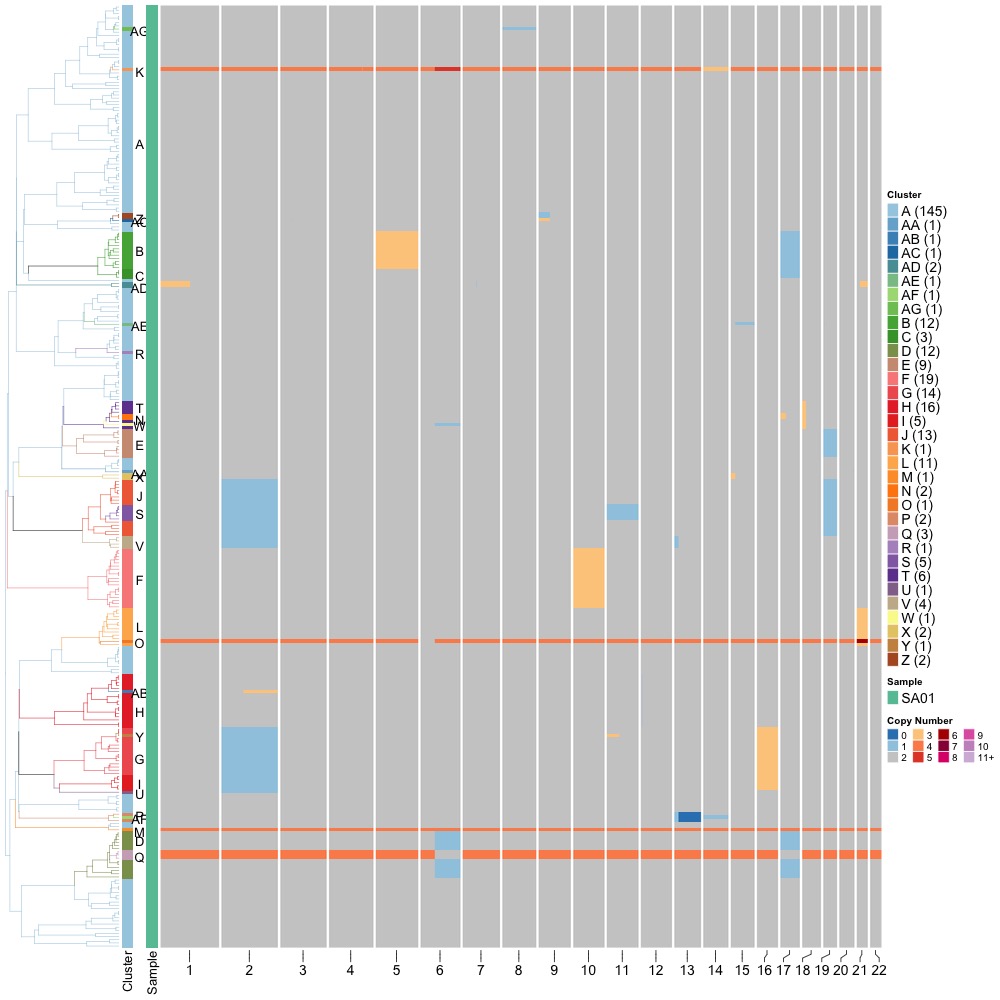 AG
K
A
Z
AC
B
C
AD
AE
R
T
N
W
E
AA
X
J
S
V
F
L
O
AB
H
Y
G
I
U
P
AF
M
D
Q
Cluster
Sample
1 2 3 4 5 6 7 8 9 10 11 12 13 14 15 16 17 18 19 20 21 22
Cluster
A (145)
AA (1)
AB (1)
AC (1)
AD (2)
AE (1)
AF (1)
AG (1)
B (12)
C (3)
D (12)
E (9)
F (19)
G (14)
H (16)
I (5)
J (13)
K (1)
L (11)
M (1)
N (2)
O (1)
P (2)
Q (3)
R (1)
S (5)
T (6)
U (1)
V (4)
W (1)
X (2)
Y (1)
Z (2)
Sample
SA01
Copy Number
0 3 6 9
1 4 7 10
2 5 8 11+